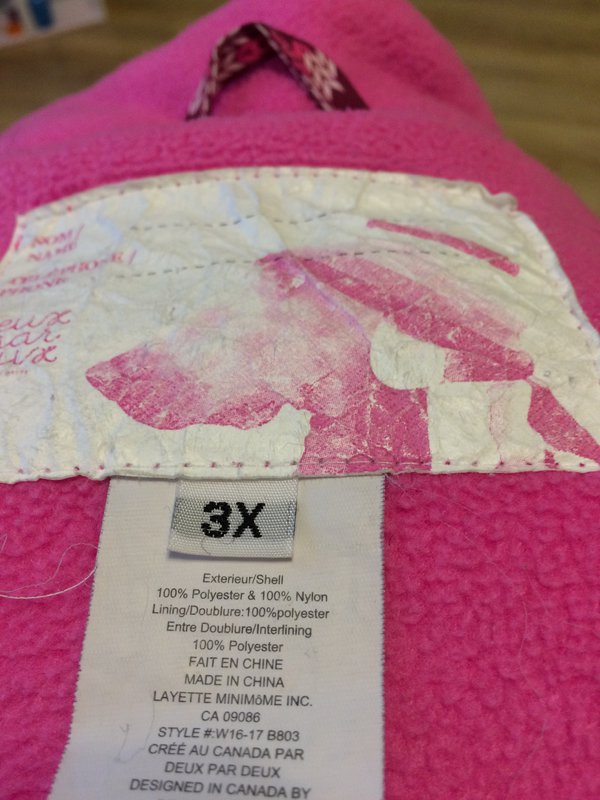 NOM/
NAME
3X
Exterieur/Shell
100% Polyester & 100% Nylon
Lining/Doublure:100%polyester
Entre Doublure/Interlining
100% Polyester
FAIT EN CHINE
MADE IN CHINA
LAYETTE MINIMôME INC.
CA 09086
STYLE #:W16-17 B803
CRÉÉ AU CANADA PAR
DEUX PAR DEUX
DESIGNED IN CANADA BY